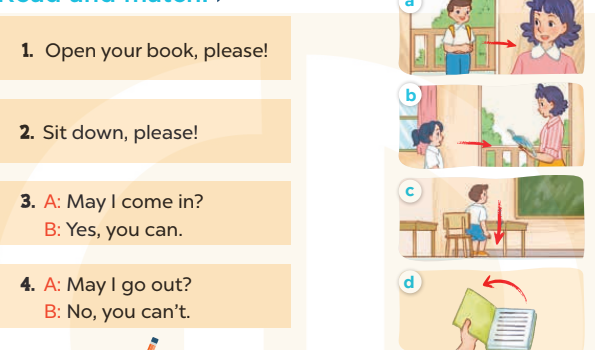 and match.
a
1. Open your book, please!
b
2. Sit down, please!
c
3. A: May I come in?
B: Yes, you can.
d
4. A: May I go out?
B: No, you can't.